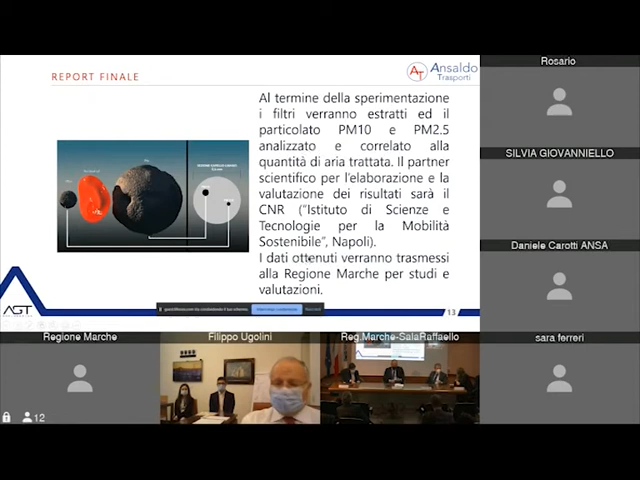 REPORT FINALE
Ansaldo
Trasporti
Al termine della sperimentazione
i filtri verranno estratti ed il
particolato PM10 e PM2.5
analizzato e correlato alla
quantità di aria trattata. Il partner
scientifico per l'elaborazione e la
valutazione dei risultati sarà il
CNR ("Istituto di Scienze e
Tecnologie per la Mobilità
Sostenibile", Napoli).
I dati ottenuti verranno trasmessi
alla Regione Marche per studi e
valutazioni.
AGT
13
Rosario
SILVIA GIOVANNIELLO
Daniele Carotti ANSA
Regione Marche
Filippo Ugolini
Reg.Marche-SalaRaffaello
sara ferreri
12